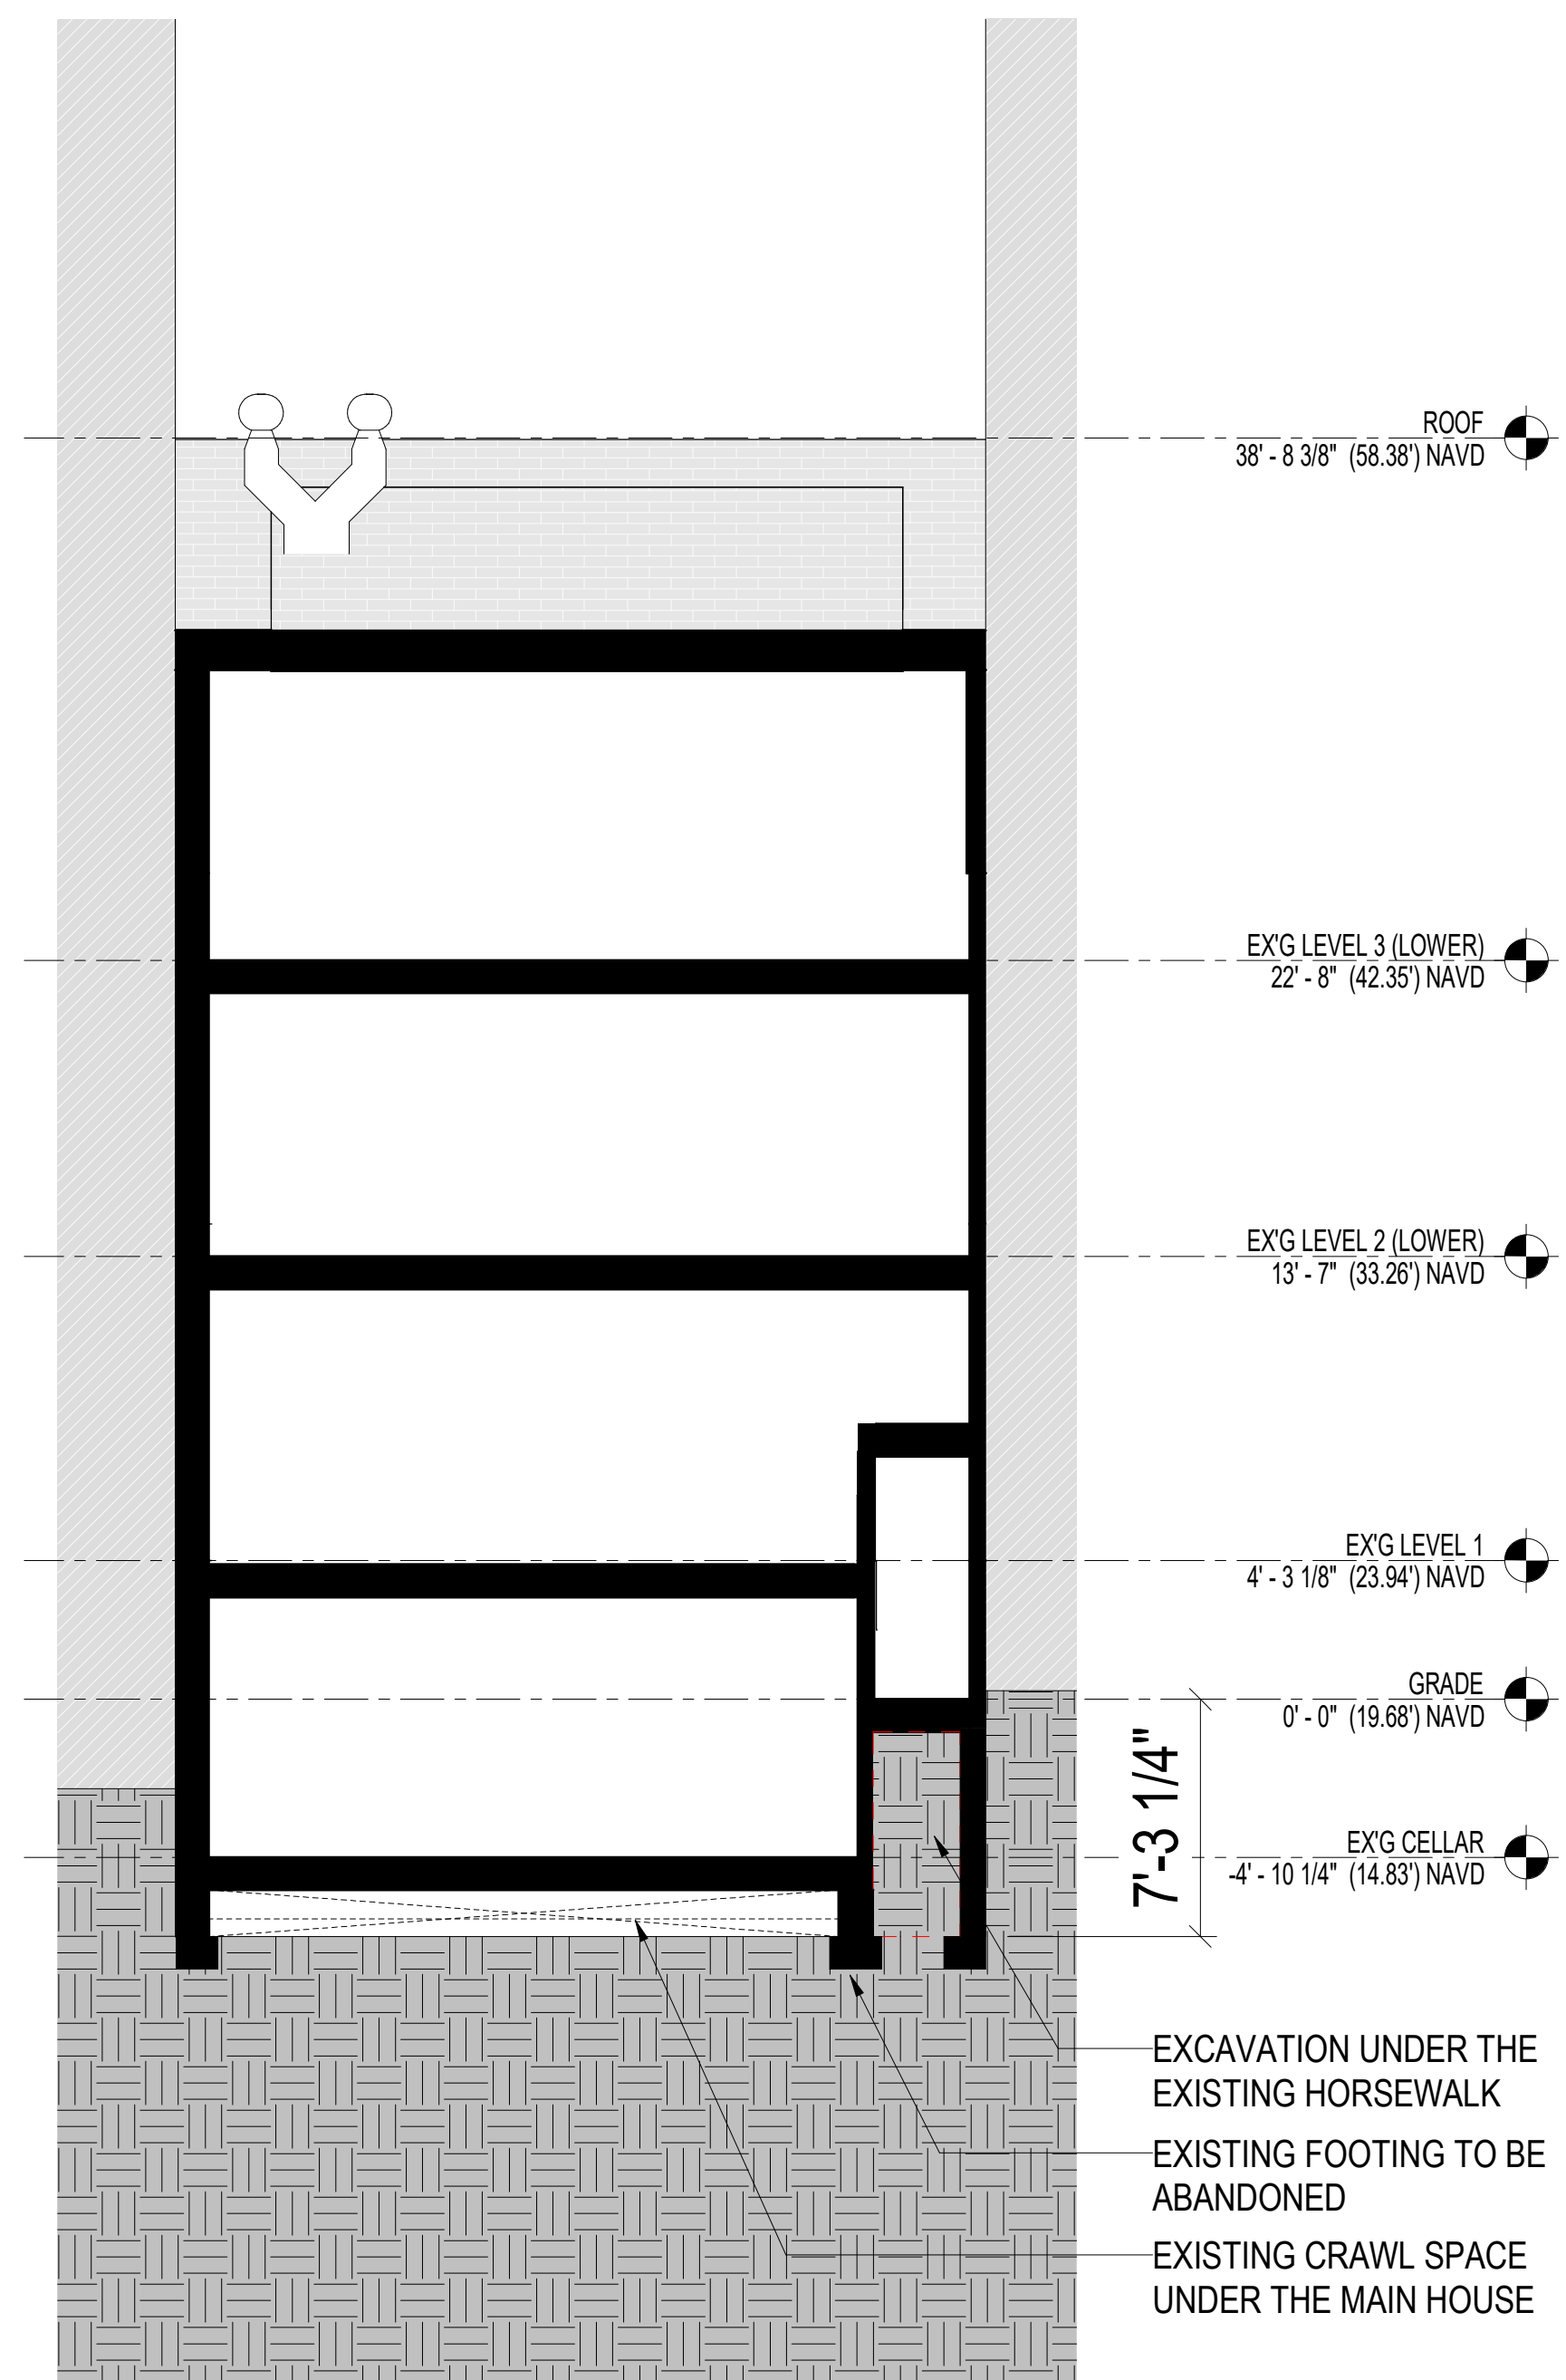 ROOF
38' - 8 3/8" (58.38') NAVD
EX'G LEVEL 3 (LOWER)
22' - 8" (42.35') NAVD
EX'G LEVEL 2 (LOWER)
13' - 7" (33.26') NAVD
EX'G LEVEL 1
4' - 3 1/8" (23.94') NAVD
GRADE
0' - 0" (19.68') NAVD
7'-3 1/4"
EX'G CELLAR
-4' - 10 1/4" (14.83') NAVD
EXCAVATION UNDER THE
EXISTING HORSEWALK
EXISTING FOOTING TO BE
ABANDONED
EXISTING CRAWL SPACE
UNDER THE MAIN HOUSE